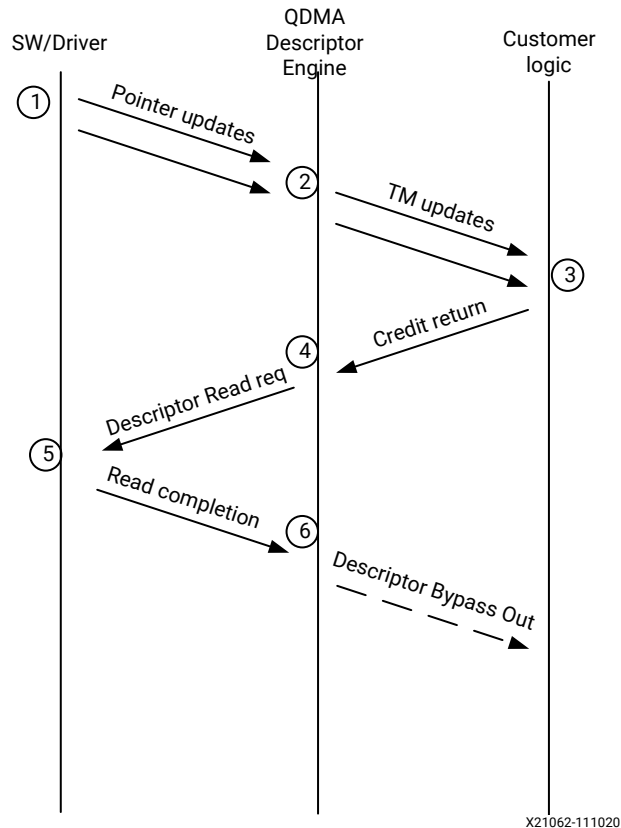 SW/Driver
QDMA
Descriptor
Engine
Customer
logic
1
Pointer updates
2
TM updates
3
Credit return
4
Descriptor Read req
5
Read completion
6
Descriptor Bypass Out
X21062-111020